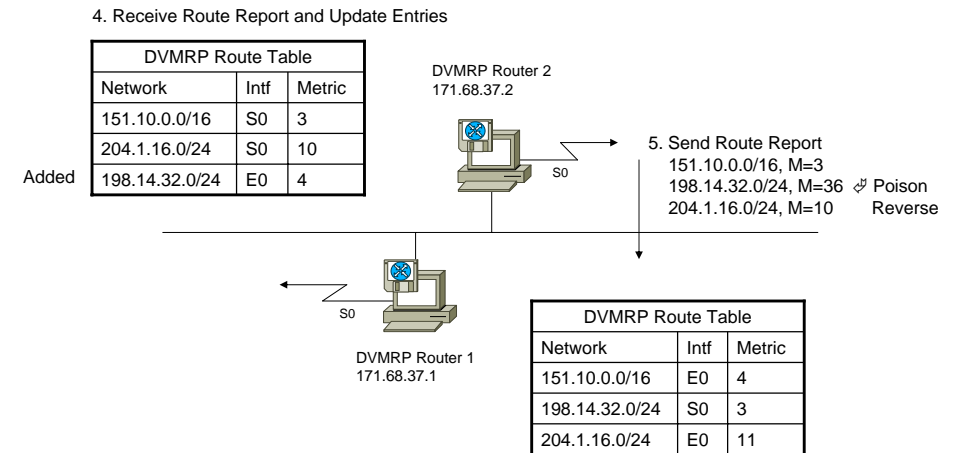 4. Receive Route Report and Update Entries
DVMRP Route Table
Network Intf Metric
151.10.0.0/16 S0 3
204.1.16.0/24 S0 10
Added 198.14.32.0/24 E0 4
DVMRP Router 2
171.68.37.2
S0
5. Send Route Report
151.10.0.0/16, M=3
198.14.32.0/24, M=36 Poison
204.1.16.0/24, M=10 Reverse
S0
DVMRP Router 1
171.68.37.1
DVMRP Route Table
Network Intf Metric
151.10.0.0/16 E0 4
198.14.32.0/24 S0 3
204.1.16.0/24 E0 11